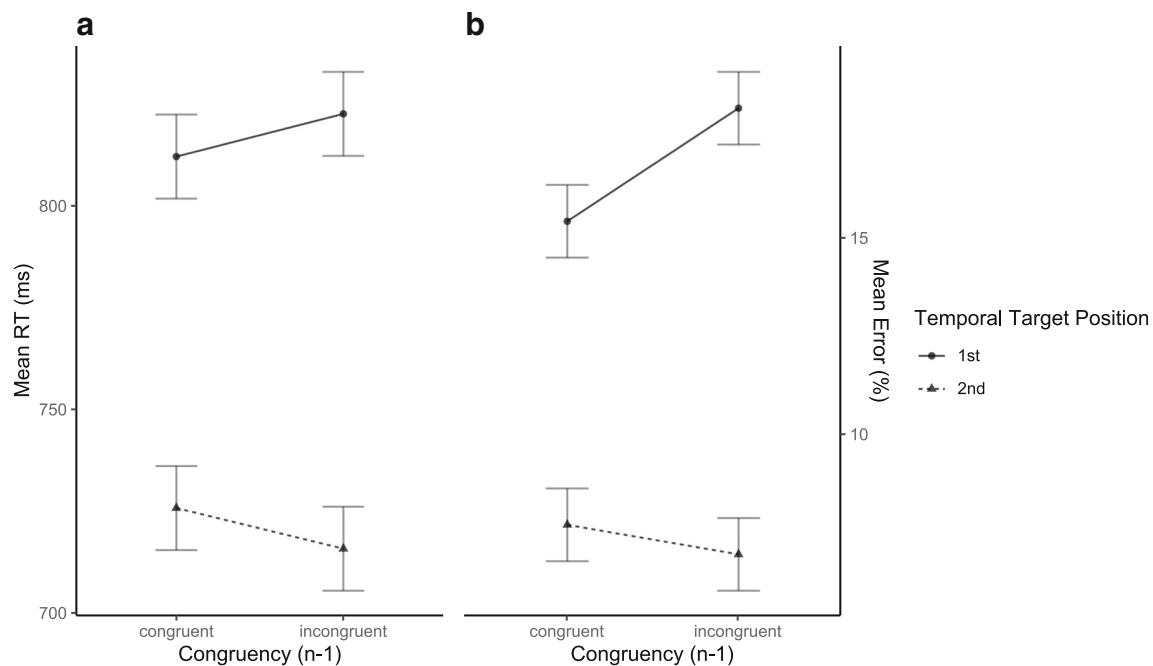 a
b
Mean RT (ms)
800
750
700
congruent
incongruent
Congruency (n-1)
congruent
incongruent
Congruency (n-1)
15
10
Mean Error (%)
Temporal Target Position
1st
2nd